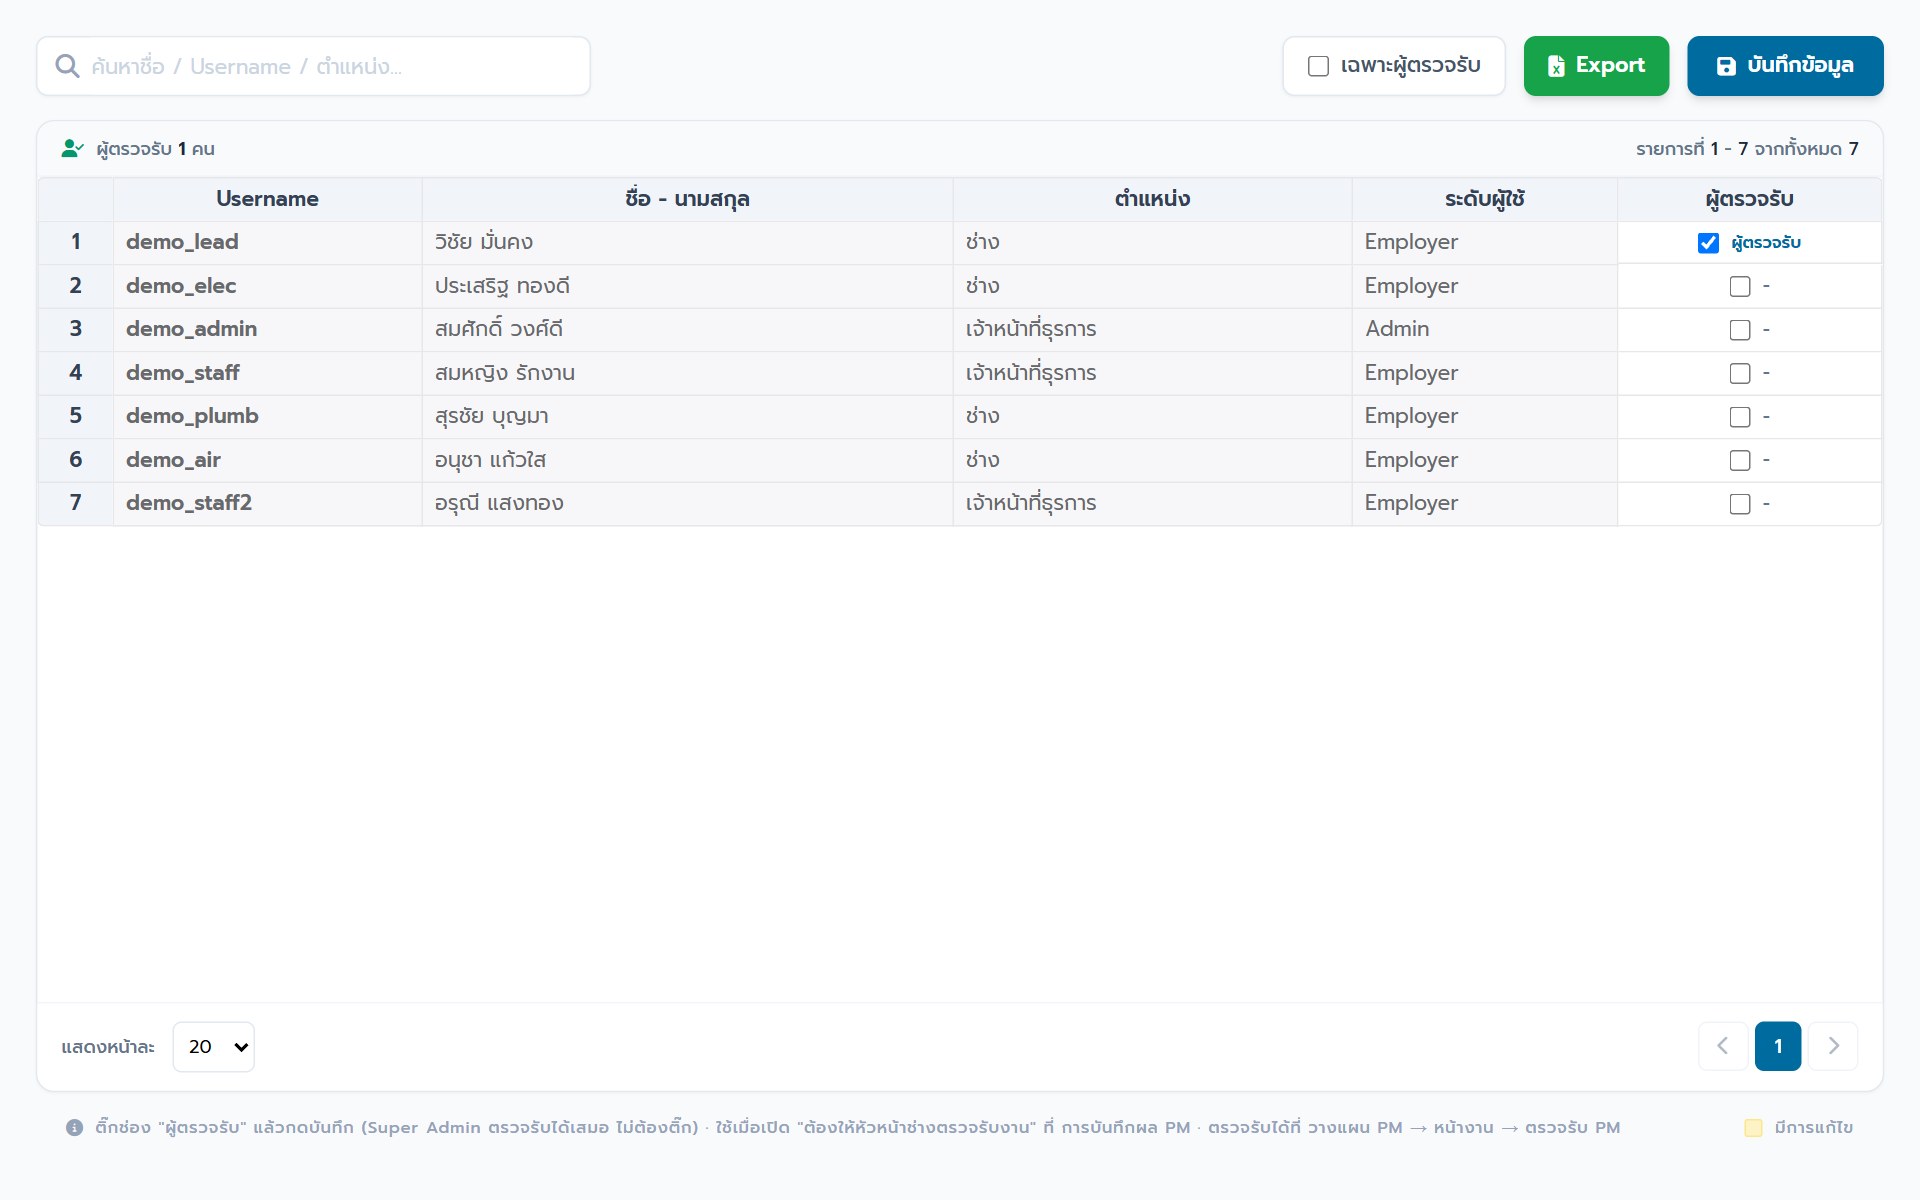 ค้นหาชื่อ / Username / ตำแหน่ง...
เฉพาะผู้ตรวจรับ
Export
บันทึกข้อมูล
ผู้ตรวจรับ 1 คน
รายการที่ 1 - 7 จากทั้งหมด 7
Username ชื่อ - นามสกุล ตำแหน่ง ระดับผู้ใช้ ผู้ตรวจรับ
1 demo_lead วิชัย มั่นคง ช่าง Employer ผู้ตรวจรับ
2 demo_elec ประเสริฐ ทองดี ช่าง Employer -
3 demo_admin สมศักดิ์ วงศ์ดี เจ้าหน้าที่ธุรการ Admin -
4 demo_staff สมหญิง รักงาน เจ้าหน้าที่ธุรการ Employer -
5 demo_plumb สุรชัย บุญมา ช่าง Employer -
6 demo_air อนุชา แก้วใส ช่าง Employer -
7 demo_staff2 อรุณี แสงทอง เจ้าหน้าที่ธุรการ Employer -
แสดงหน้าละ 20
1
ติ๊กช่อง "ผู้ตรวจรับ" แล้วกดบันทึก (Super Admin ตรวจรับได้เสมอ ไม่ต้องติ๊ก) · ใช้เมื่อเปิด "ต้องให้หัวหน้าช่างตรวจรับงาน" ที่ การบันทึกผล PM · ตรวจรับได้ที่ วางแผน PM → หน้างาน → ตรวจรับ PM
มีการแก้ไข